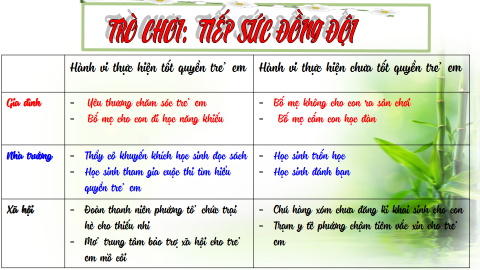 TRÒ CHƠI: TIẾP SỨC ĐỒNG ĐỘI
Hành vi thực hiện tốt quyền trẻ em
Hành vi thực hiện chưa tốt quyền trẻ em
Gia đình
- Yêu thương chăm sóc trẻ em
- Bố mẹ cho con đi học năng khiếu
- Bố mẹ không cho con ra sân chơi
- Bố mẹ cấm con học đàn
Nhà trường
- Thầy cô khuyến khích học sinh đọc sách
- Học sinh tham gia cuộc thi tìm hiểu
quyền trẻ em
- Học sinh trốn học
- Học sinh đánh bạn
Xã hội
- Đoàn thanh niên phường tổ chức trại
hè cho thiếu nhi
- Mở trung tâm bảo trợ xã hội cho trẻ
em mồ côi
- Chú hàng xóm chưa đăng kí khai sinh cho con
- Trạm y tế phường chậm tiêm vắc xin cho trẻ
em